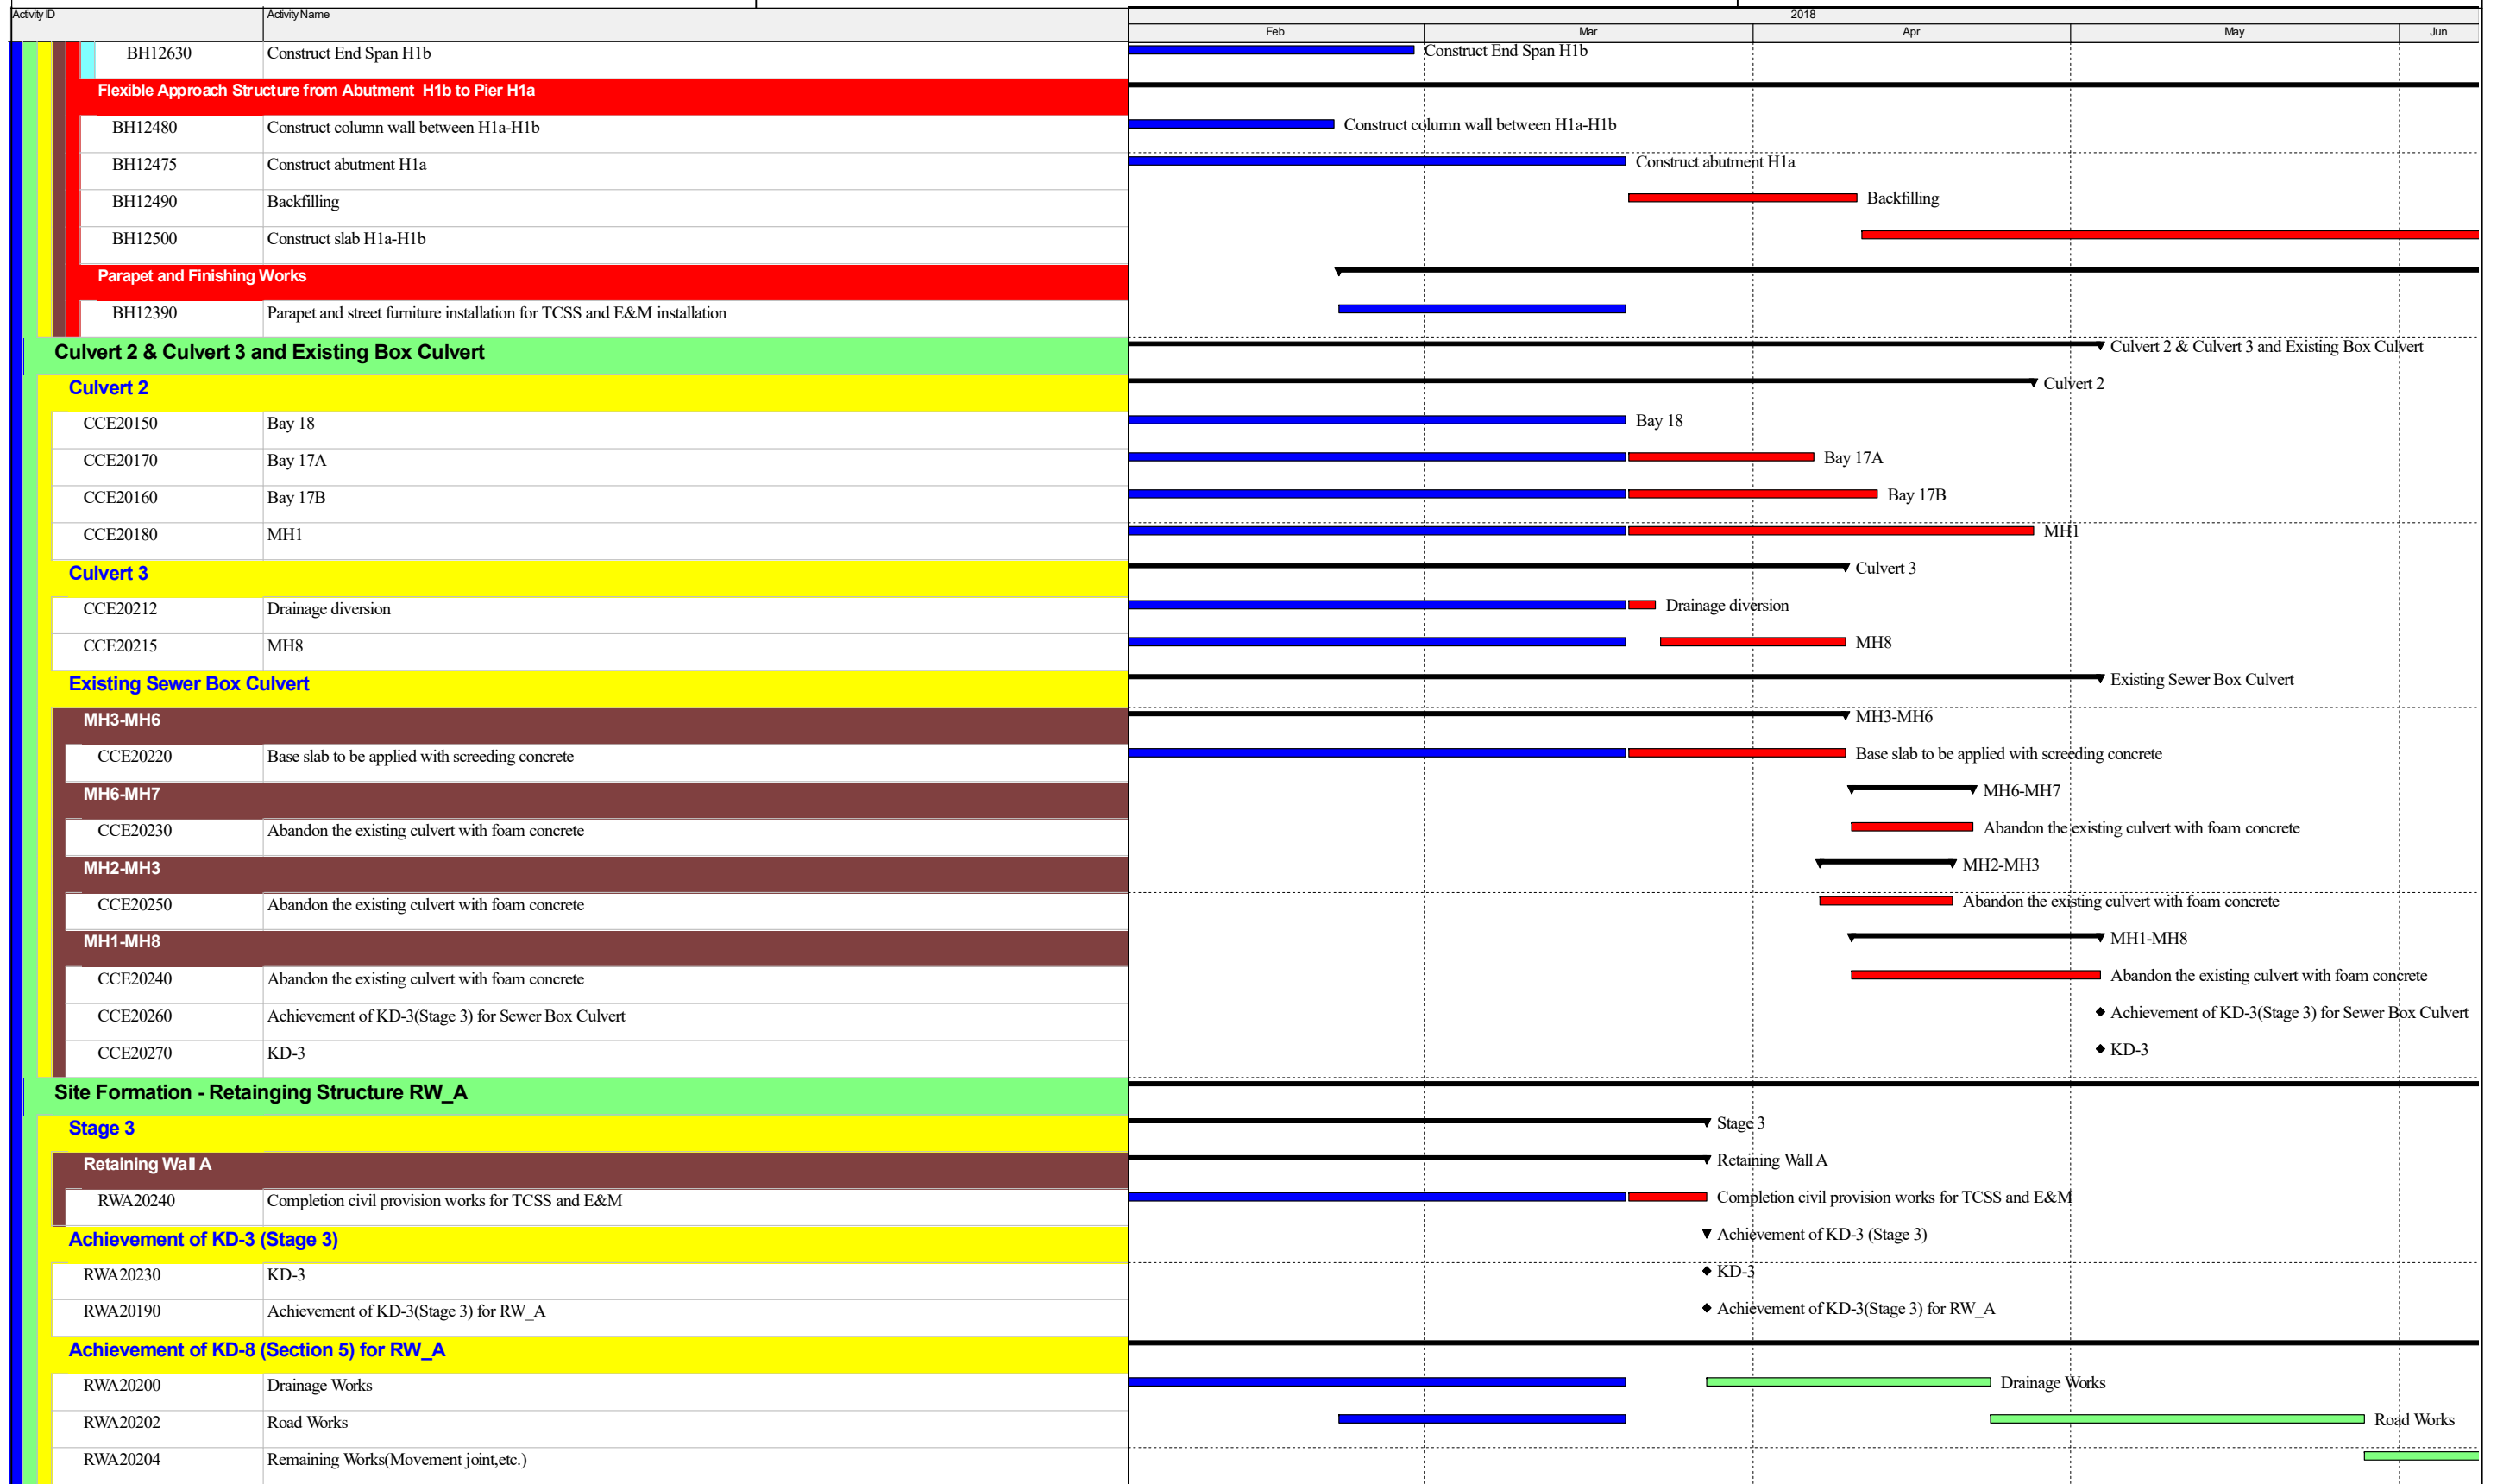 Activity ID Activity Name 2018
Feb Mar Apr May Jun
BH12630 Construct End Span H1b Construct End Span H1b
Flexible Approach Structure from Abutment H1b to Pier H1a
BH12480 Construct column wall between H1a-H1b Construct column wall between H1a-H1b
BH12475 Construct abutment H1a Construct abutment H1a
BH12490 Backfilling Backfilling
BH12500 Construct slab H1a-H1b
Parapet and Finishing Works
BH12390 Parapet and street furniture installation for TCSS and E&M installation
Culvert 2 & Culvert 3 and Existing Box Culvert Culvert 2 & Culvert 3 and Existing Box Culvert
Culvert 2 Culvert 2
CCE20150 Bay 18 Bay 18
CCE20170 Bay 17A Bay 17A
CCE20160 Bay 17B Bay 17B
CCE20180 MH1 MH1
Culvert 3 Culvert 3
CCE20212 Drainage diversion Drainage diversion
CCE20215 MH8 MH8
Existing Sewer Box Culvert Existing Sewer Box Culvert
MH3-MH6 MH3-MH6
CCE20220 Base slab to be applied with screeding concrete Base slab to be applied with screeding concrete
MH6-MH7 MH6-MH7
CCE20230 Abandon the existing culvert with foam concrete Abandon the existing culvert with foam concrete
MH2-MH3 MH2-MH3
CCE20250 Abandon the existing culvert with foam concrete Abandon the existing culvert with foam concrete
MH1-MH8 MH1-MH8
CCE20240 Abandon the existing culvert with foam concrete Abandon the existing culvert with foam concrete
CCE20260 Achievement of KD-3(Stage 3) for Sewer Box Culvert Achievement of KD-3(Stage 3) for Sewer Box Culvert
CCE20270 KD-3 KD-3
Site Formation - Retainging Structure RW_A
Stage 3 Stage 3
Retaining Wall A Retaining Wall A
RWA20240 Completion civil provision works for TCSS and E&M Completion civil provision works for TCSS and E&M
Achievement of KD-3 (Stage 3) Achievement of KD-3 (Stage 3)
RWA20230 KD-3 KD-3
RWA20190 Achievement of KD-3(Stage 3) for RW_A Achievement of KD-3(Stage 3) for RW_A
Achievement of KD-8 (Section 5) for RW_A
RWA20200 Drainage Works Drainage Works
RWA20202 Road Works Road Works
RWA20204 Remaining Works(Movement joint,etc.)